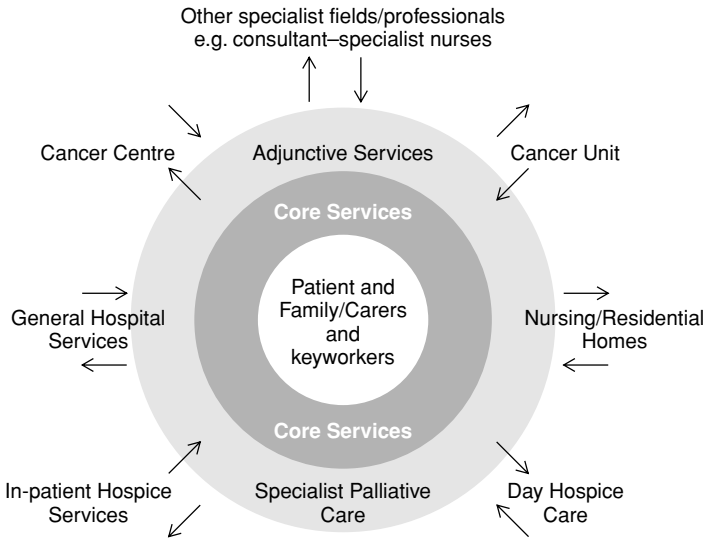 Other specialist fields/professionals
e.g. consultant–specialist nurses
Cancer Centre
Adjunctive Services
Cancer Unit
Core Services
Patient and
Family/Carers
and
keyworkers
General Hospital
Services
Nursing/Residential
Homes
Core Services
In-patient Hospice
Services
Specialist Palliative
Care
Day Hospice
Care